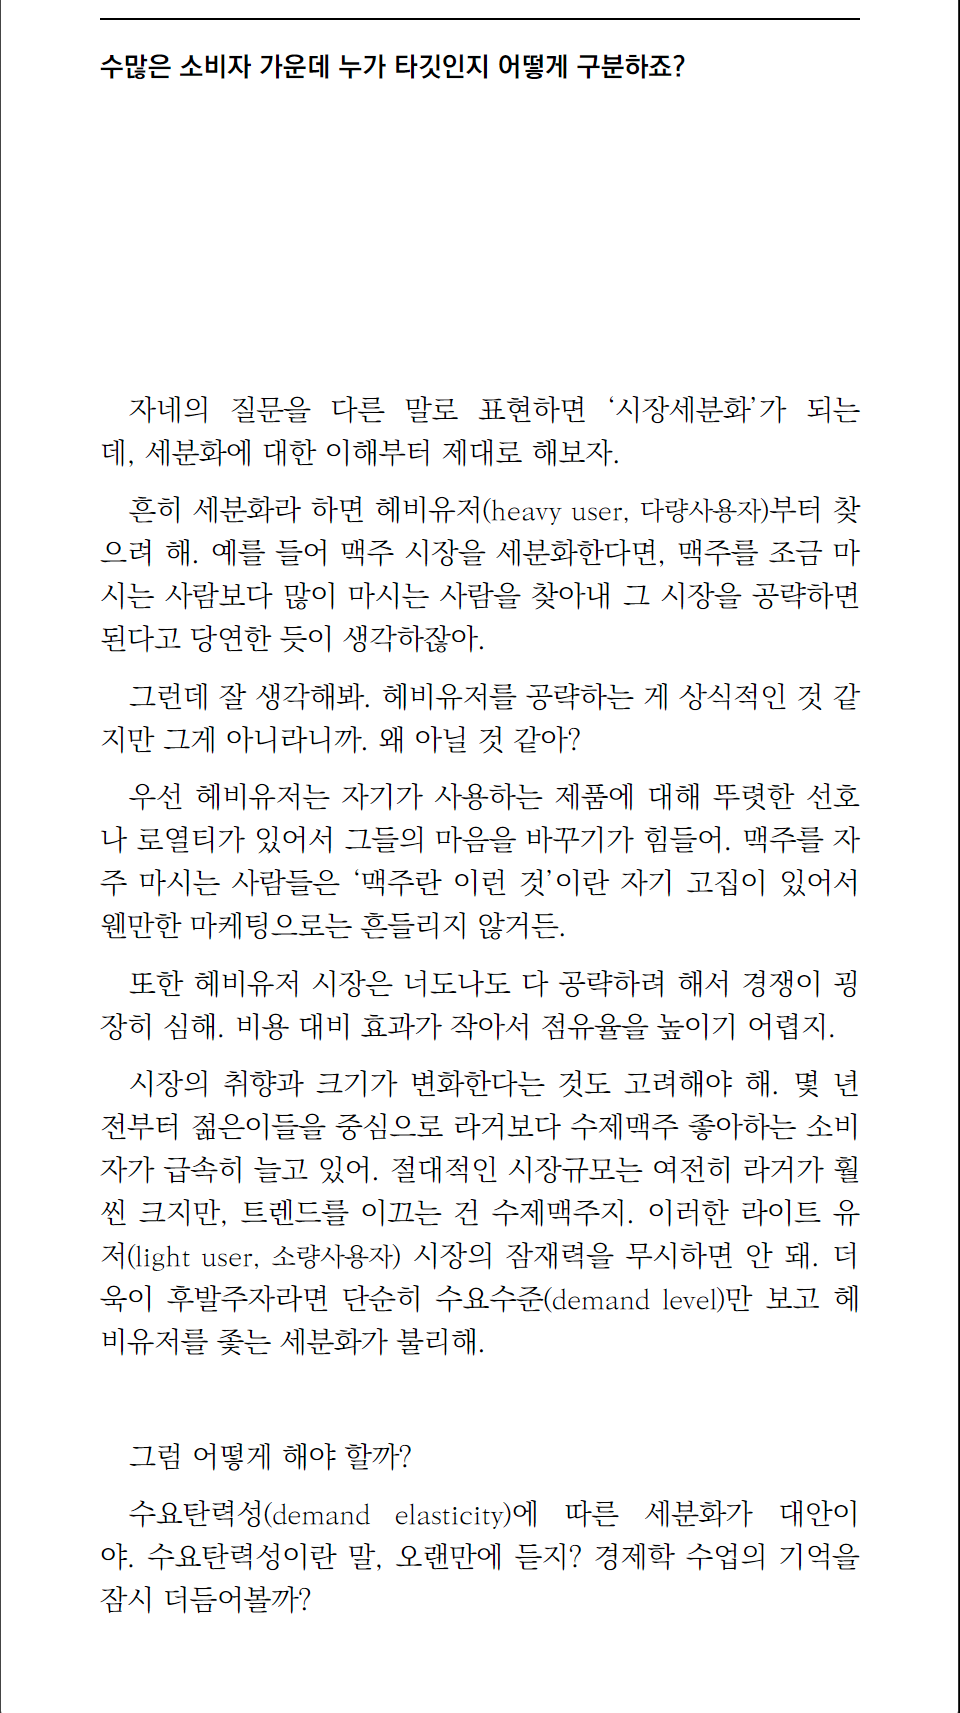 수많은 소비자 가운데 누가 타깃인지 어떻게 구분하죠?
자네의 질문을 다른 말로 표현하면 ‘시장세분화’가 되는
데, 세분화에 대한 이해부터 제대로 해보자.
흔히 세분화라 하면 헤비유저(heavy user, 다량사용자)부터 찾
으려 해. 예를 들어 맥주 시장을 세분화한다면, 맥주를 조금 마
시는 사람보다 많이 마시는 사람을 찾아내 그 시장을 공략하면
된다고 당연한 듯이 생각하잖아.
그런데 잘 생각해봐. 헤비유저를 공략하는 게 상식적인 것 같
지만 그게 아니라니까. 왜 아닐 것 같아?
우선 헤비유저는 자기가 사용하는 제품에 대해 뚜렷한 선호
나 로열티가 있어서 그들의 마음을 바꾸기가 힘들어. 맥주를 자
주 마시는 사람들은 ‘맥주란 이런 것’이란 자기 고집이 있어서
웬만한 마케팅으로는 흔들리지 않거든.
또한 헤비유저 시장은 너도나도 다 공략하려 해서 경쟁이 굉
장히 심해. 비용 대비 효과가 작아서 점유율을 높이기 어렵지.
시장의 취향과 크기가 변화한다는 것도 고려해야 해. 몇 년
전부터 젊은이들을 중심으로 라거보다 수제맥주 좋아하는 소비
자가 급속히 늘고 있어. 절대적인 시장규모는 여전히 라거가 훨
씬 크지만, 트렌드를 이끄는 건 수제맥주지. 이러한 라이트 유
저(light user, 소량사용자) 시장의 잠재력을 무시하면 안 돼. 더
욱이 후발주자라면 단순히 수요수준(demand level)만 보고 헤
비유저를 좇는 세분화가 불리해.
그럼 어떻게 해야 할까?
수요탄력성(demand elasticity)에 따른 세분화가 대안이
야. 수요탄력성이란 말, 오랜만에 듣지? 경제학 수업의 기억을
잠시 더듬어볼까?